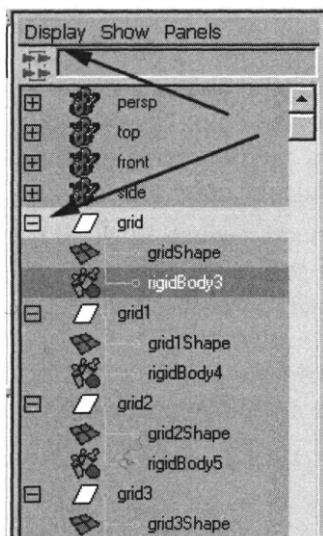 Display Show Panels
persp
top
front
side
grid
gridShape
rigidBody3
grid1
grid1Shape
rigidBody4
grid2
grid2Shape
rigidBody5
grid3
grid3Shape